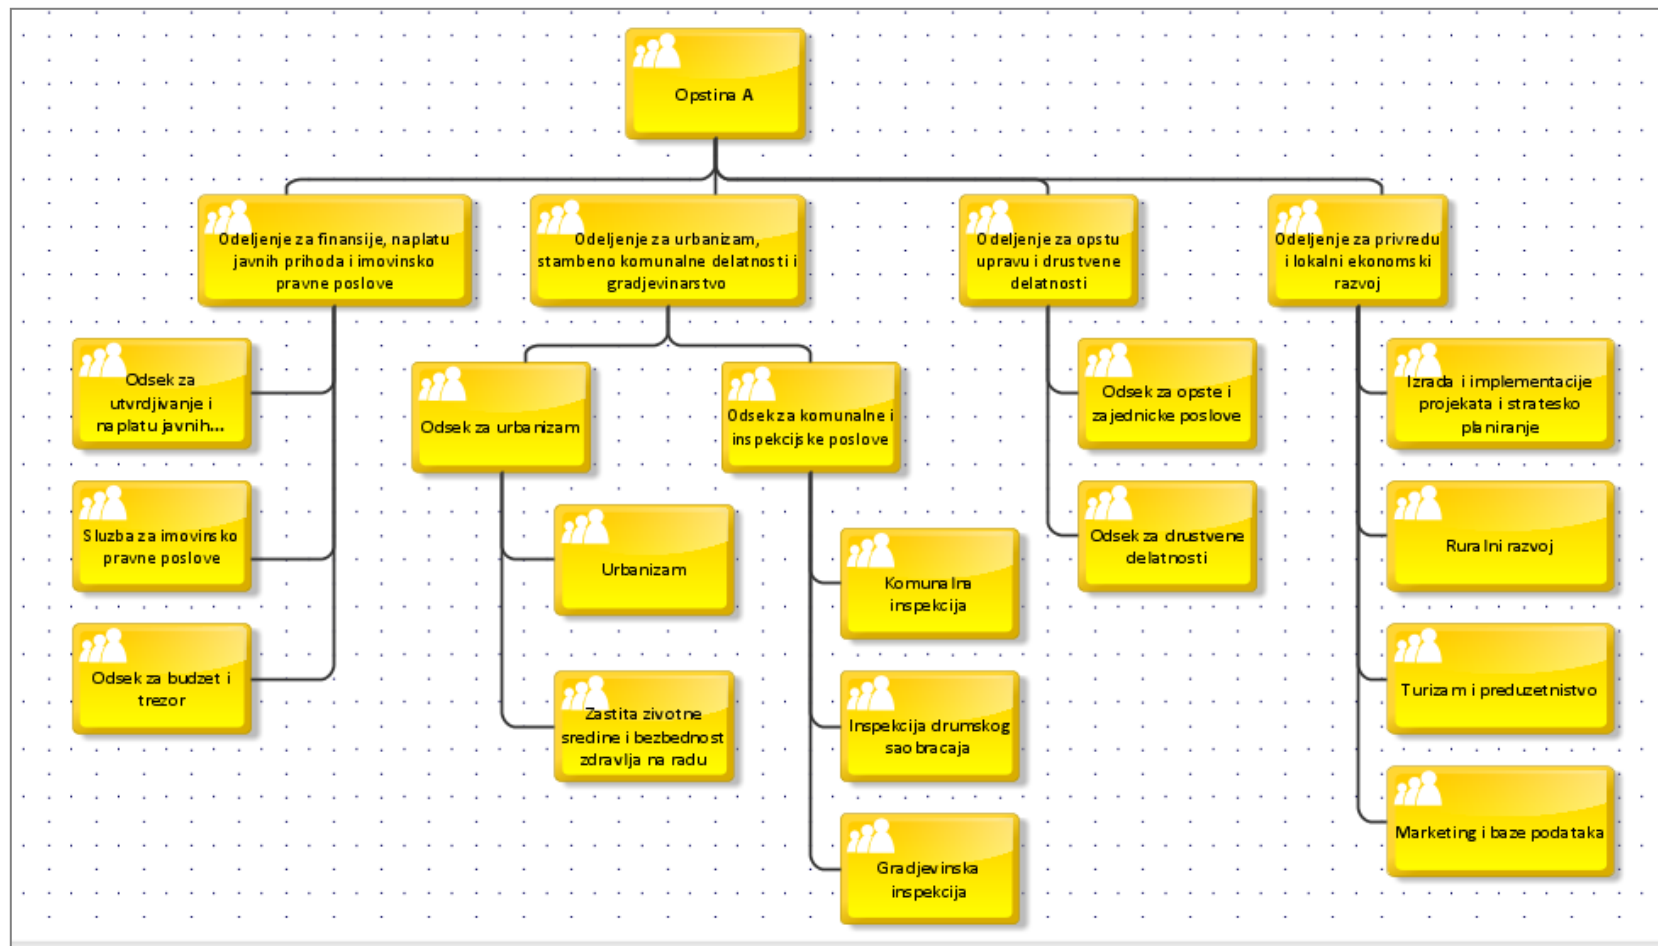 Opstina A
Odeljenje za finansije, naplatu
javnih prihoda i imovinsko
pravne poslove
Odeljenje za urbanizam,
stambeno komunalne delatnosti i
gradjevinarstvo
Odeljenje za opstu
upravu i drustvene
delatnosti
Odeljenje za privredu
i lokalni ekonomski
razvoj
Odsek za
utvrdjivanje i
naplatu javnih...
Sluzba za imovinsko
pravne poslove
Odsek za budzet i
trezor
Odsek za urbanizam
Urbanizam
Zastita zivotne
sredine i bezbednost
zdravlja na radu
Odsek za komunalne i
inspekcijske poslove
Komunalna
inspekcija
Inspekcija drumskog
saobracaja
Gradjevinska
inspekcija
Odsek za opste i
zajednicke poslove
Odsek za drustvene
delatnosti
Izrada i implementacije
projekata i stratesko
planiranje
Ruralni razvoj
Turizam i preduzetnistvo
Marketing i baze podataka